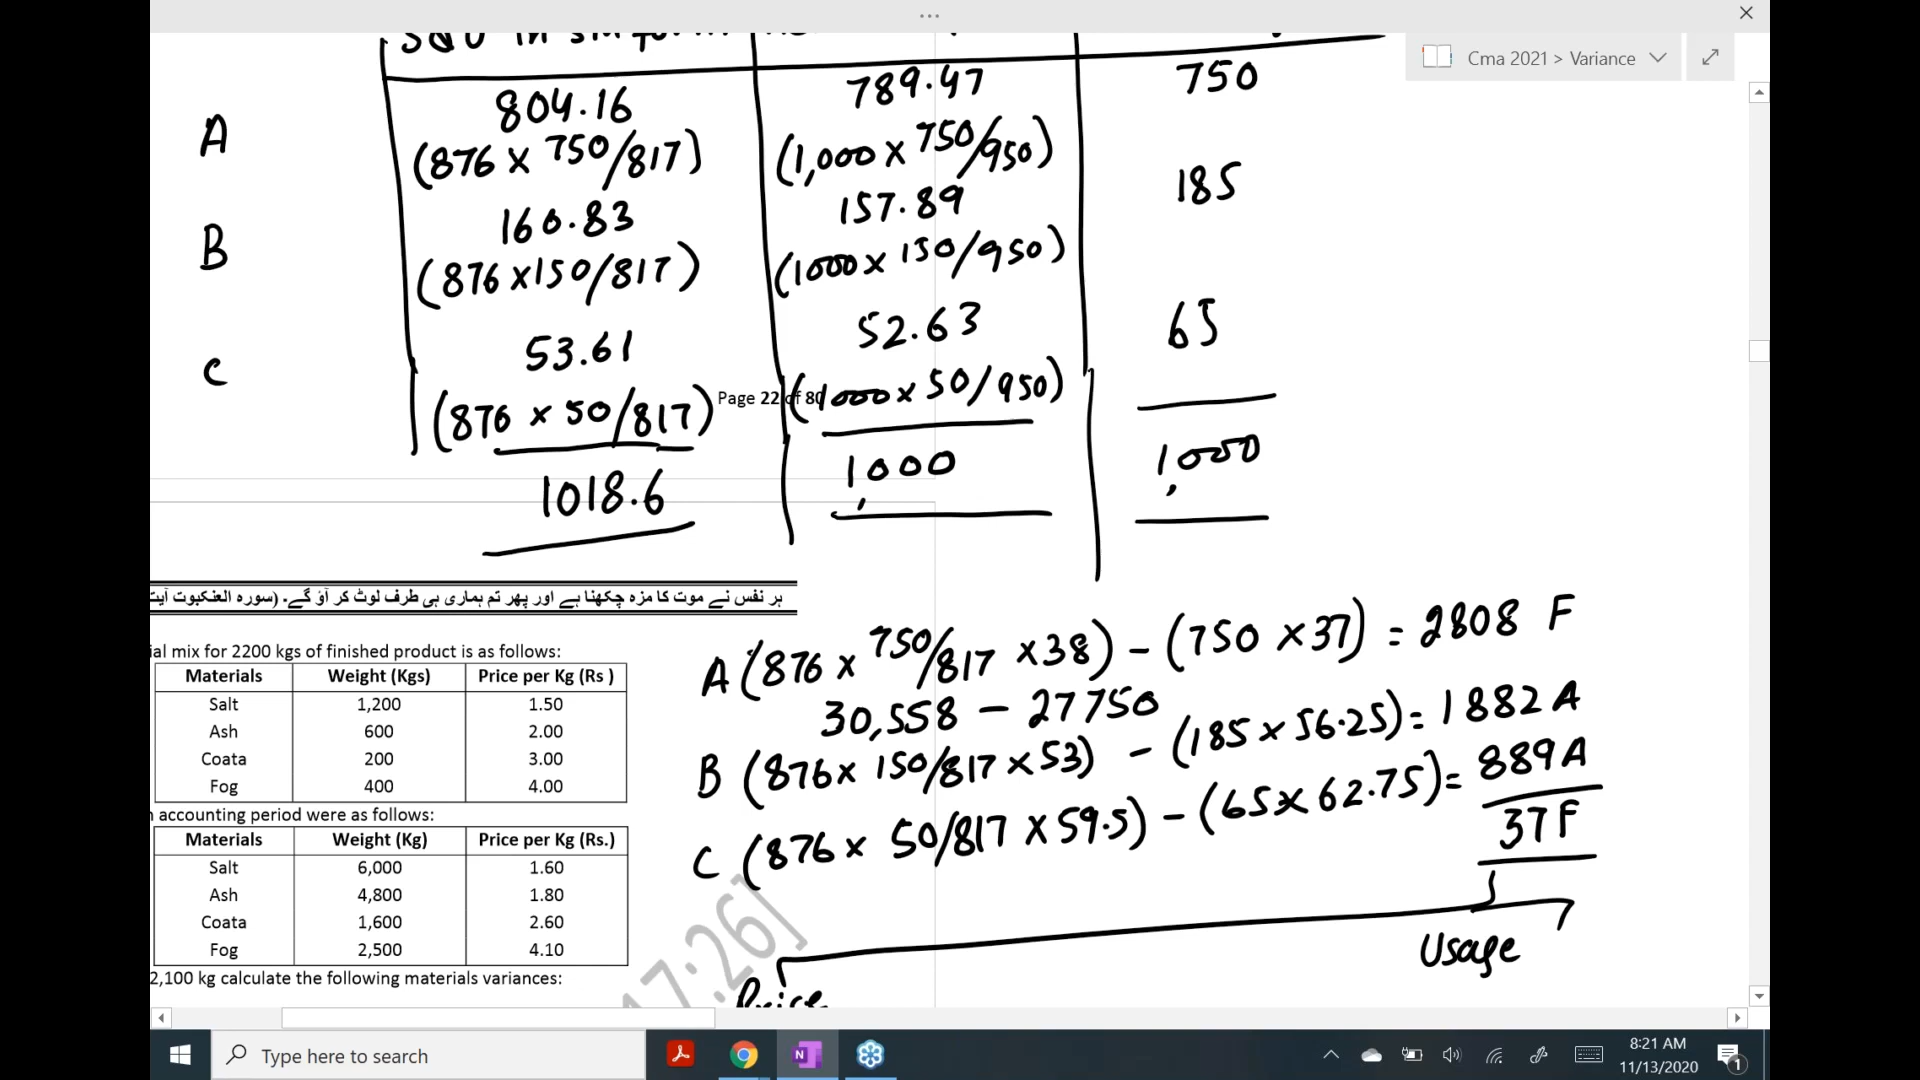 ...
Cma 2021 > Variance
804.16 789.47 750
A
(876 x 750/817) (1,000 x 750/950)
160.83 157.89 185
B
(876 x 150/817) (1000 x 150/950)
53.61 52.63 65
C
(876 x 50/817) (1000 x 50/950)
Page 22 of 80
1018.6 1,000 1,000
ہر نفس نے موت کا مزہ چکھنا ہے اور پھر تم ہماری ہی طرف لوٹ کر آؤ گے۔ (سورہ العنکبوت آیت
ial mix for 2200 kgs of finished product is as follows:
Materials Weight (Kgs) Price per Kg (Rs )
Salt 1,200 1.50
Ash 600 2.00
Coata 200 3.00
Fog 400 4.00
accounting period were as follows:
Materials Weight (Kg) Price per Kg (Rs.)
Salt 6,000 1.60
Ash 4,800 1.80
Coata 1,600 2.60
Fog 2,500 4.10
2,100 kg calculate the following materials variances:
A (876 x 750/817 x 38) - (750 x 37) = 2808 F
30,558 - 27750
B (876 x 150/817 x 53) - (185 x 56.25) = 1882 A
C (876 x 50/817 x 59.5) - (65 x 62.75) = 889 A
37 F
Usage
Price
17:26]
Type here to search
8:21 AM
11/13/2020
1